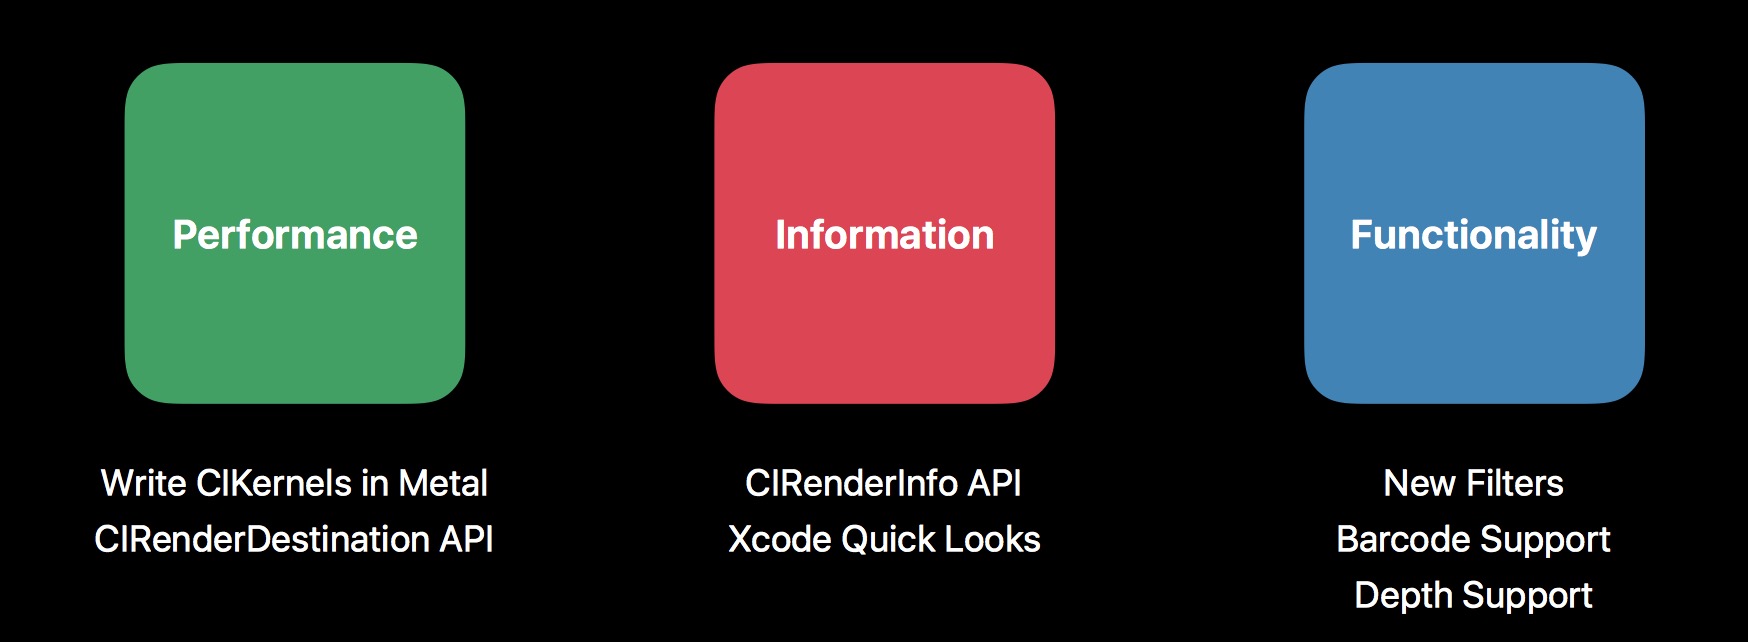 Performance
Write CIKernels in Metal
CIRenderDestination API
Information
CIRenderInfo API
Xcode Quick Looks
Functionality
New Filters
Barcode Support
Depth Support